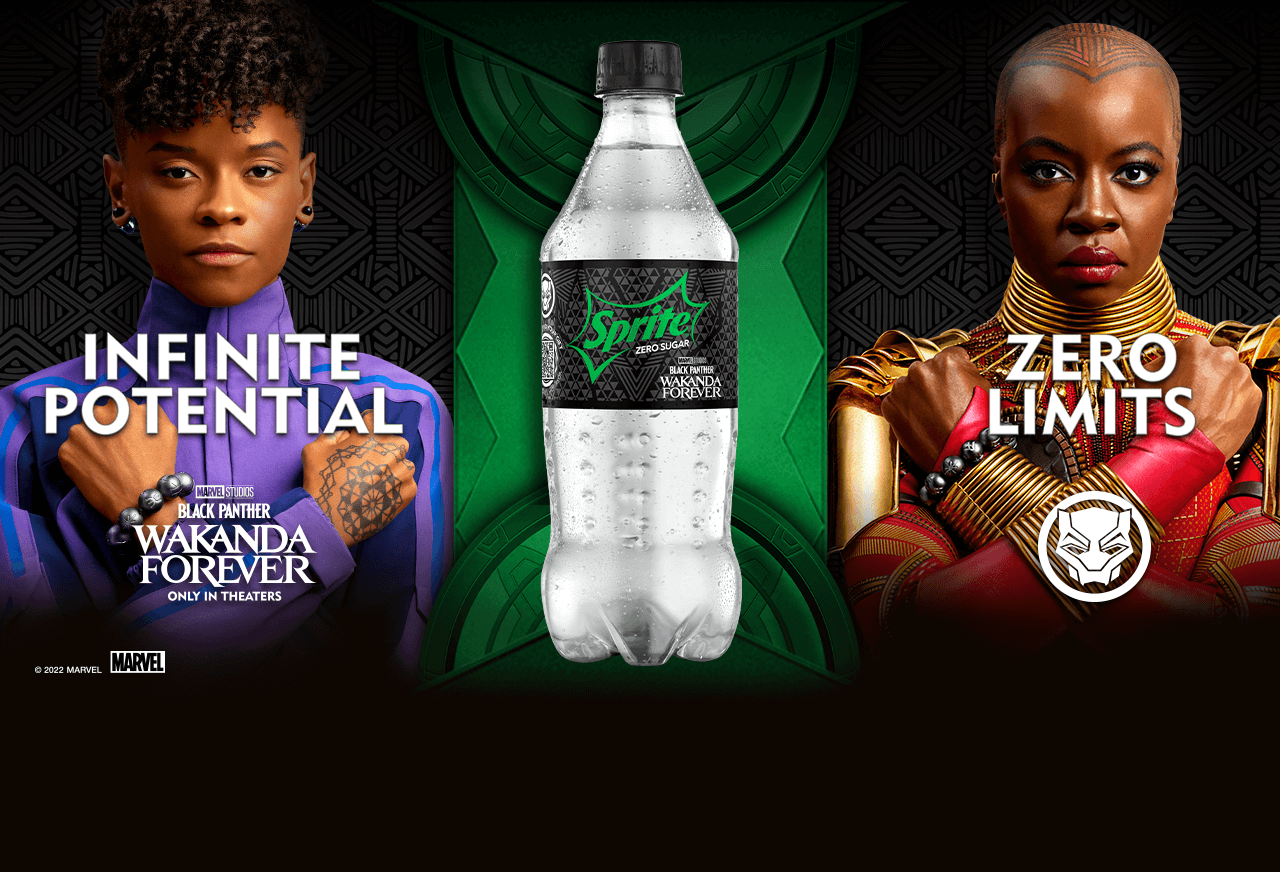 INFINITE
POTENTIAL
MARVEL STUDIOS
BLACK PANTHER
WAKANDA
FOREVER
ONLY IN THEATERS
© 2022 MARVEL
MARVEL
Sprite
ZERO SUGAR
MARVEL STUDIOS
BLACK PANTHER
WAKANDA
FOREVER
ZERO
LIMITS